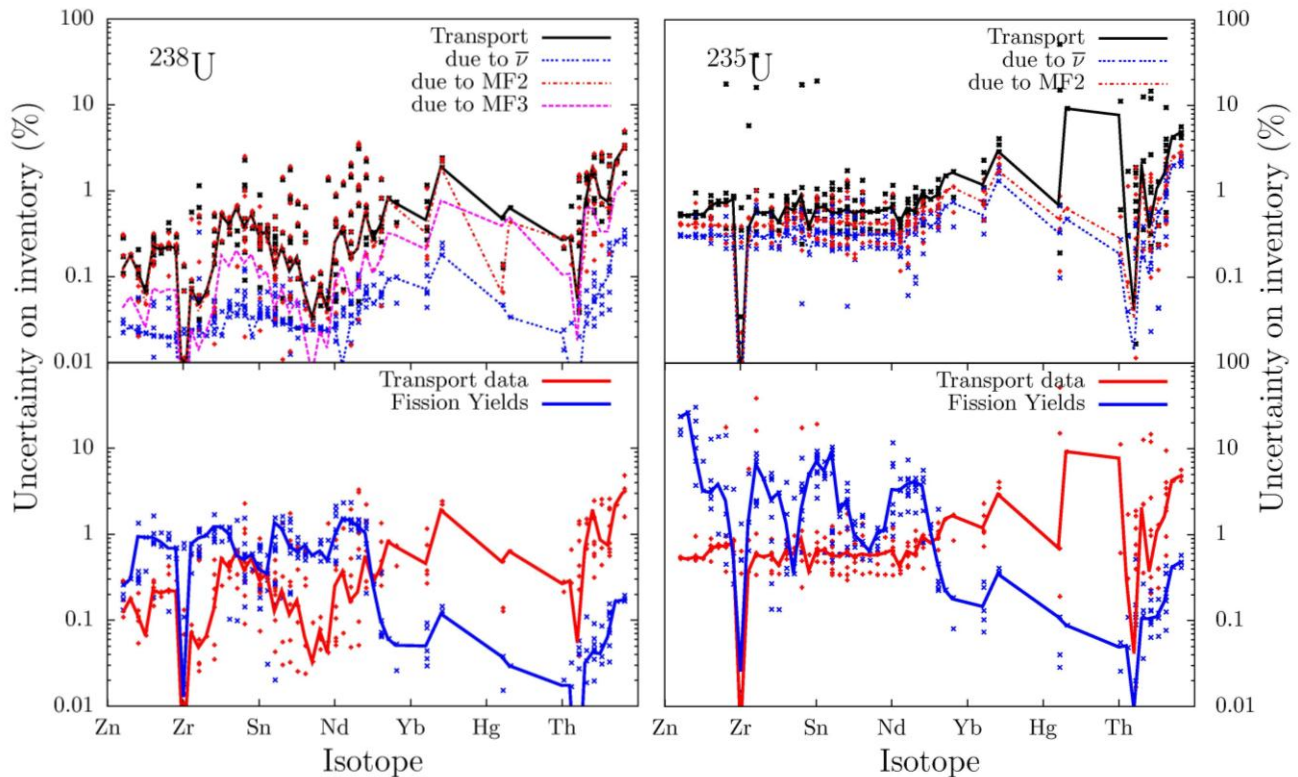 Uncertainty on inventory (%)
100
10
1
0.1
0.01
10
1
0.1
0.01
²³⁸U
Transport
due to ν̅
due to MF2
due to MF3
Transport data
Fission Yields
Zn Zr Sn Nd Yb Hg Th
Isotope
²³⁵U
Transport
due to ν̅
due to MF2
Transport data
Fission Yields
Zn Zr Sn Nd Yb Hg Th
Isotope
100
10
1
0.1
100
10
1
0.1
0.01
Uncertainty on inventory (%)